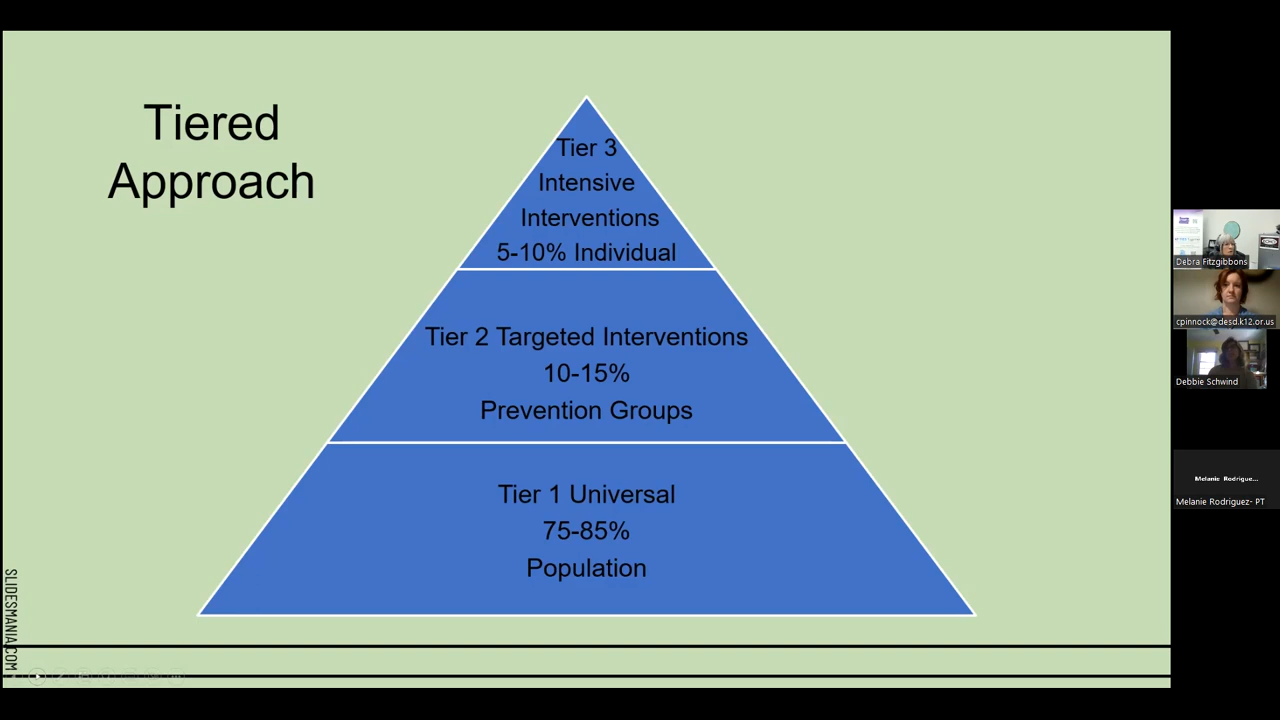 Tiered
Approach
Tier 3
Intensive
Interventions
5-10% Individual
Tier 2 Targeted Interventions
10-15%
Prevention Groups
Tier 1 Universal
75-85%
Population
SLIDESMANIA.COM
Debra Fitzgibbons
cpinnock@desd.k12.or.us
Debbie Schwind
Melanie Rodrigue...
Melanie Rodriguez- PT